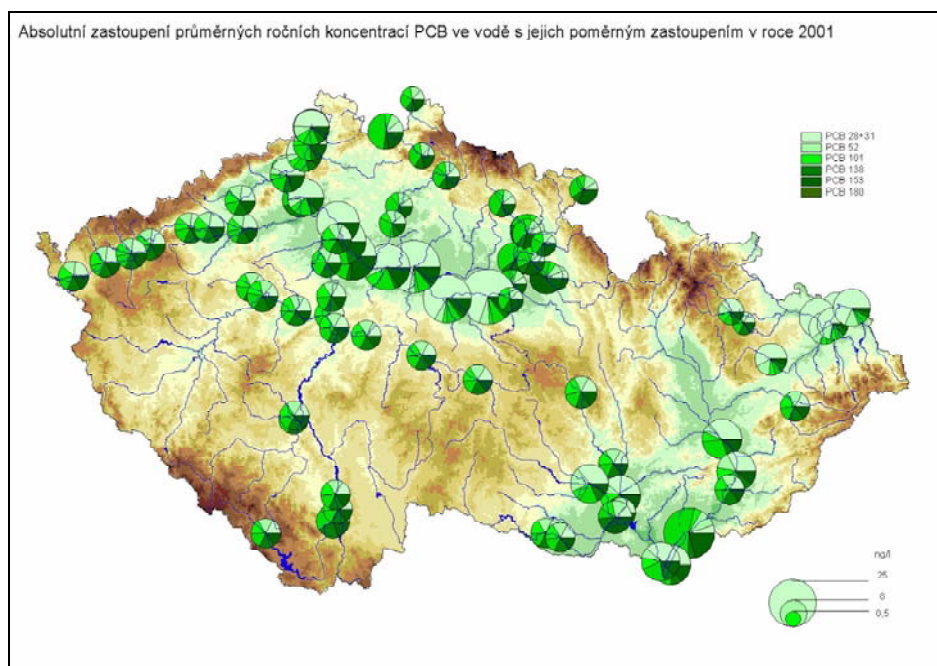 Absolutní zastoupení průměrných ročních koncentrací PCB ve vodě s jejich poměrným zastoupením v roce 2001
PCB 28+31
PCB 52
PCB 101
PCB 138
PCB 153
PCB 180
ng/l
25
6
0,5